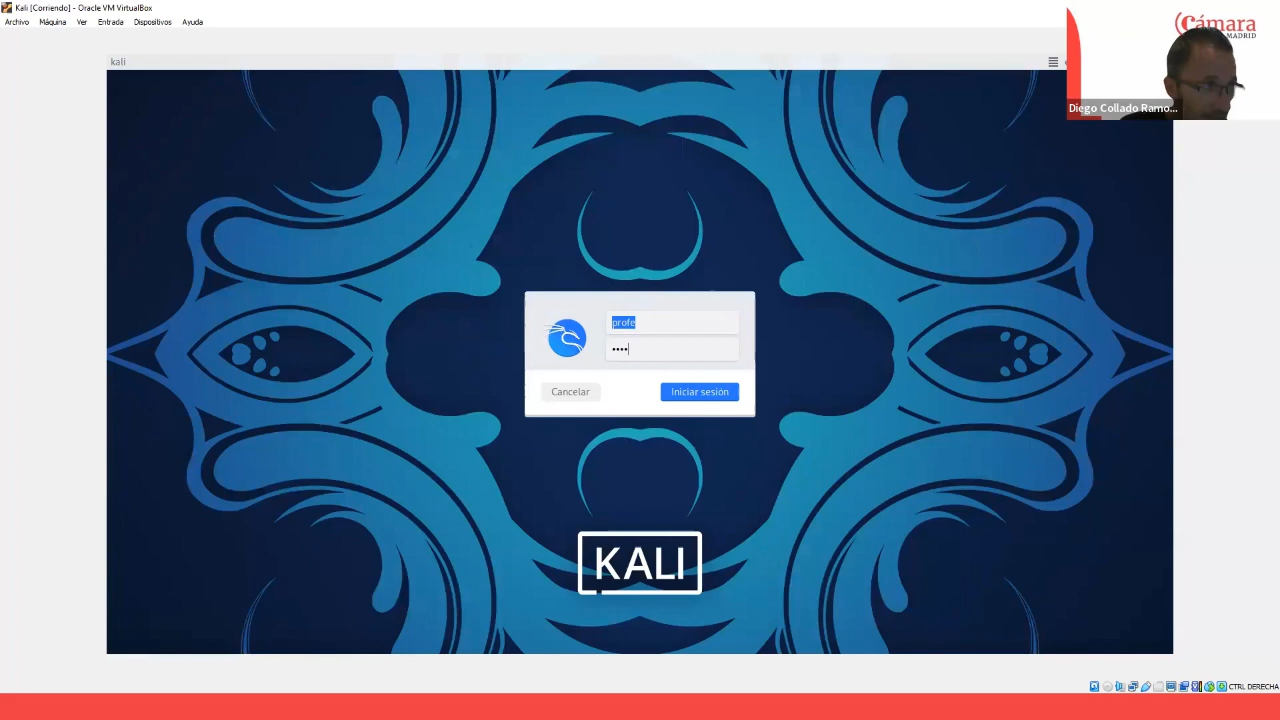 Kali [Corriendo] - Oracle VM VirtualBox
Archivo Máquina Ver Entrada Dispositivos Ayuda
Cámara
MADRID
kali
Diego Collado Ramo...
profe
••••
Cancelar Iniciar sesión
KALI
CTRL DERECHA